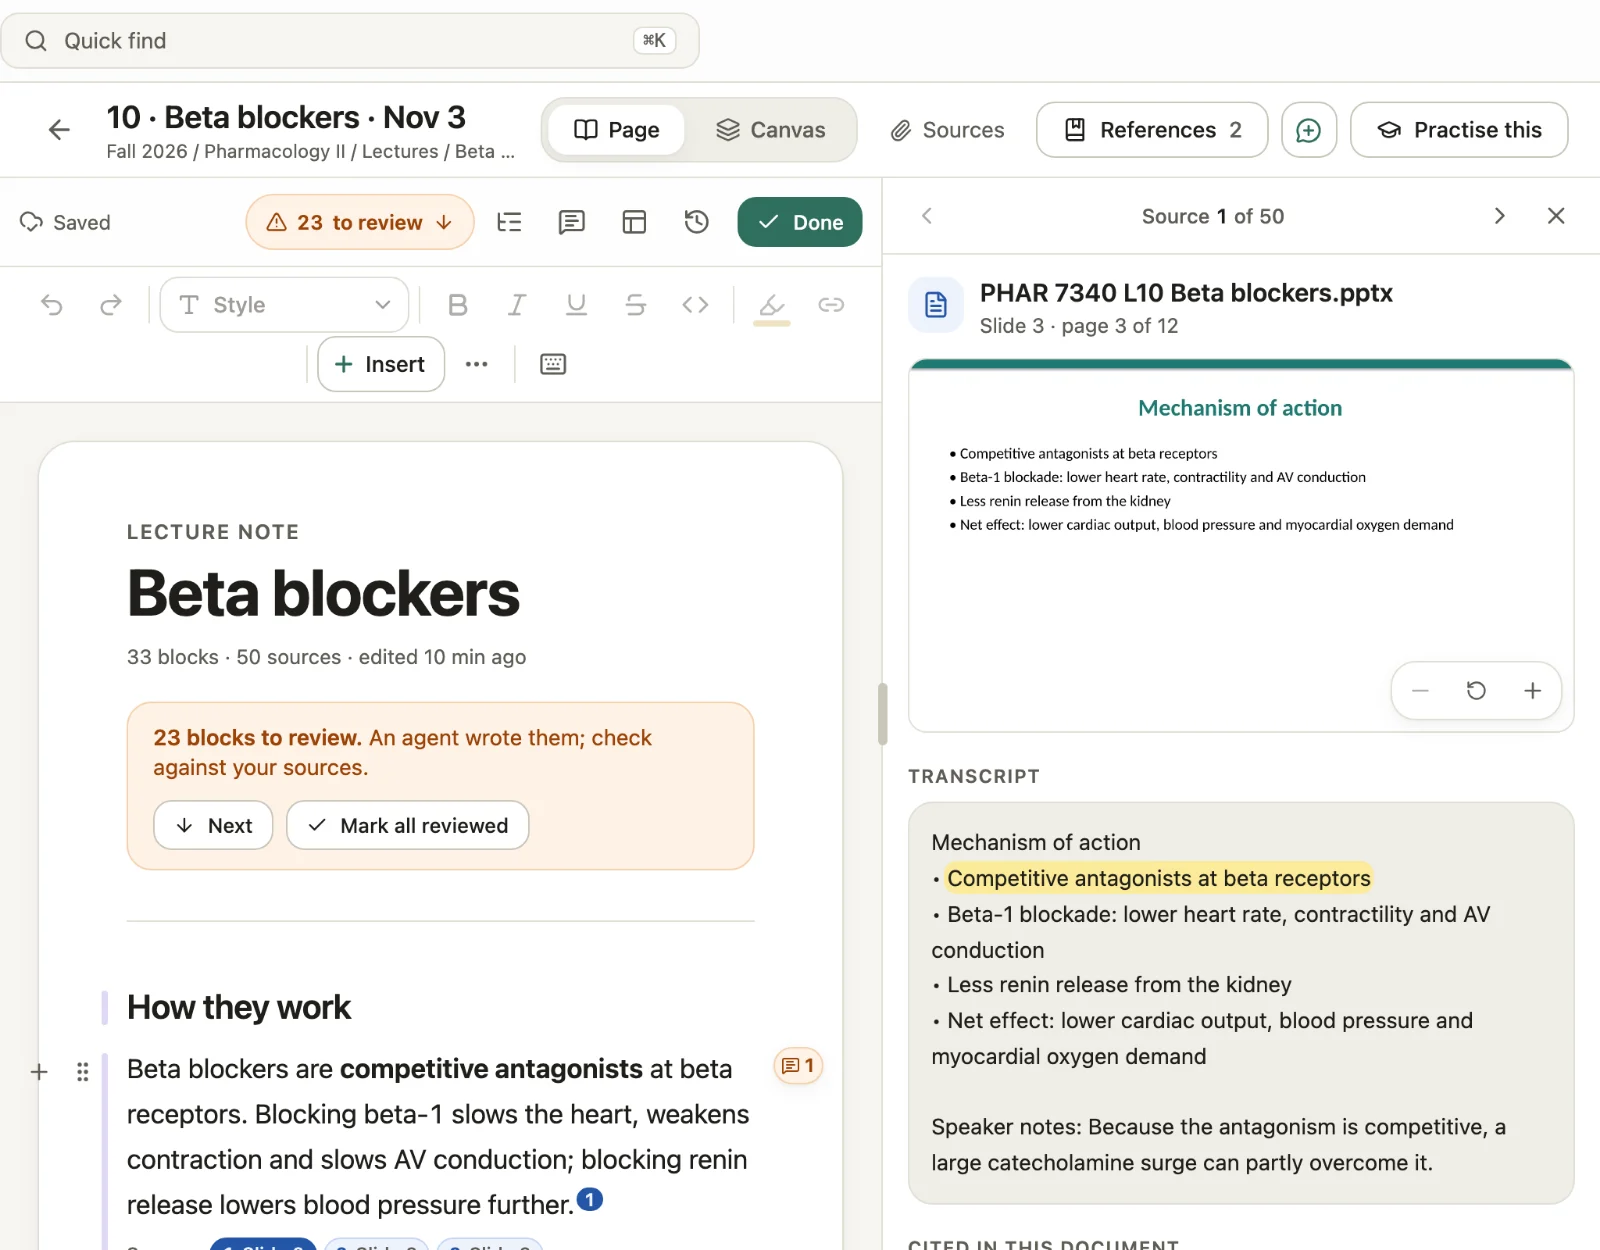 Quick find
⌘K
10 · Beta blockers · Nov 3
Fall 2026 / Pharmacology II / Lectures / Beta ...
Page
Canvas
Sources
References 2
Practise this
Saved
23 to review
Done
Style
Insert
LECTURE NOTE
Beta blockers
33 blocks · 50 sources · edited 10 min ago
23 blocks to review. An agent wrote them; check
against your sources.
Next
Mark all reviewed
How they work
Beta blockers are competitive antagonists at beta
receptors. Blocking beta-1 slows the heart, weakens
contraction and slows AV conduction; blocking renin
release lowers blood pressure further. 1
1
Source 1 of 50
PHAR 7340 L10 Beta blockers.pptx
Slide 3 · page 3 of 12
Mechanism of action
• Competitive antagonists at beta receptors
• Beta-1 blockade: lower heart rate, contractility and AV conduction
• Less renin release from the kidney
• Net effect: lower cardiac output, blood pressure and myocardial oxygen demand
TRANSCRIPT
Mechanism of action
• Competitive antagonists at beta receptors
• Beta-1 blockade: lower heart rate, contractility and AV
conduction
• Less renin release from the kidney
• Net effect: lower cardiac output, blood pressure and
myocardial oxygen demand
Speaker notes: Because the antagonism is competitive, a
large catecholamine surge can partly overcome it.
CITED IN THIS DOCUMENT